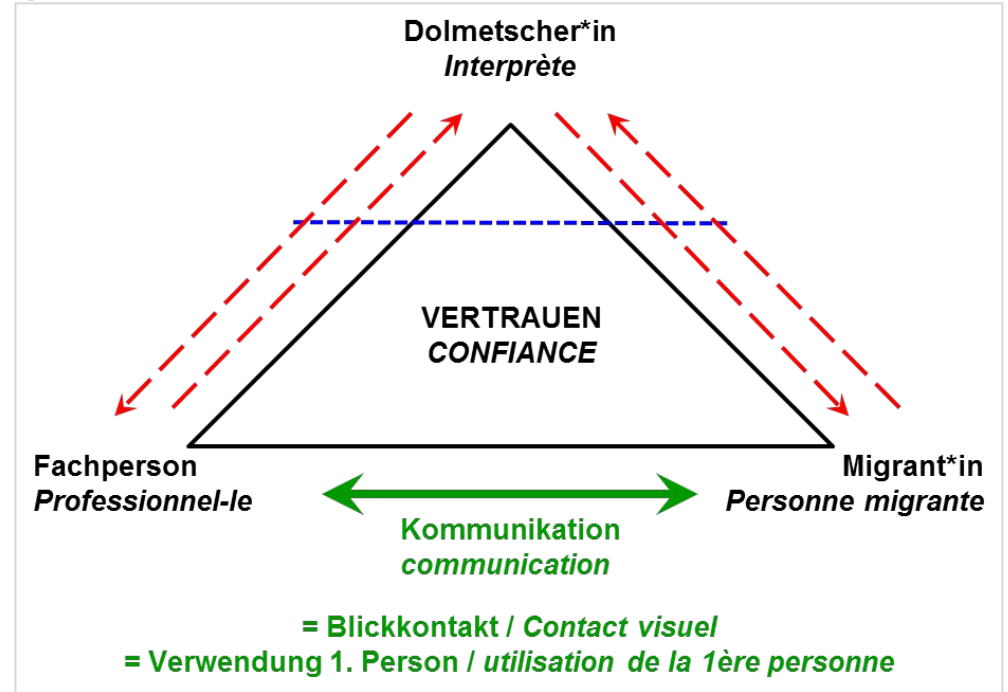 Dolmetscher*in
Interprète
VERTRAUEN
CONFIANCE
Fachperson
Professionnel-le
Migrant*in
Personne migrante
Kommunikation
communication
= Blickkontakt / Contact visuel
= Verwendung 1. Person / utilisation de la 1ère personne